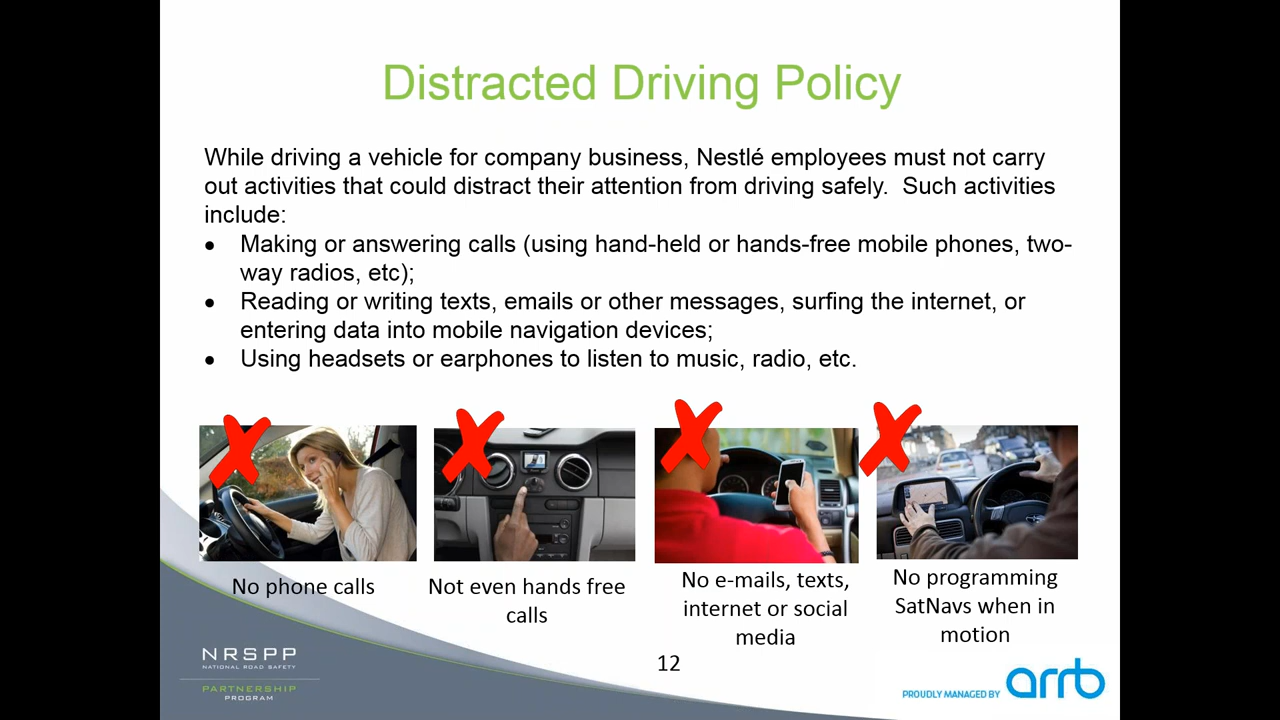 Distracted Driving Policy
While driving a vehicle for company business, Nestlé employees must not carry
out activities that could distract their attention from driving safely.  Such activities
include:
• Making or answering calls (using hand-held or hands-free mobile phones, two-
way radios, etc);
• Reading or writing texts, emails or other messages, surfing the internet, or
entering data into mobile navigation devices;
• Using headsets or earphones to listen to music, radio, etc.
No phone calls
Not even hands free
calls
No e-mails, texts,
internet or social
media
No programming
SatNavs when in
motion
NRSPP
NATIONAL ROAD SAFETY
PARTNERSHIP
PROGRAM
12
PROUDLY MANAGED BY arrb